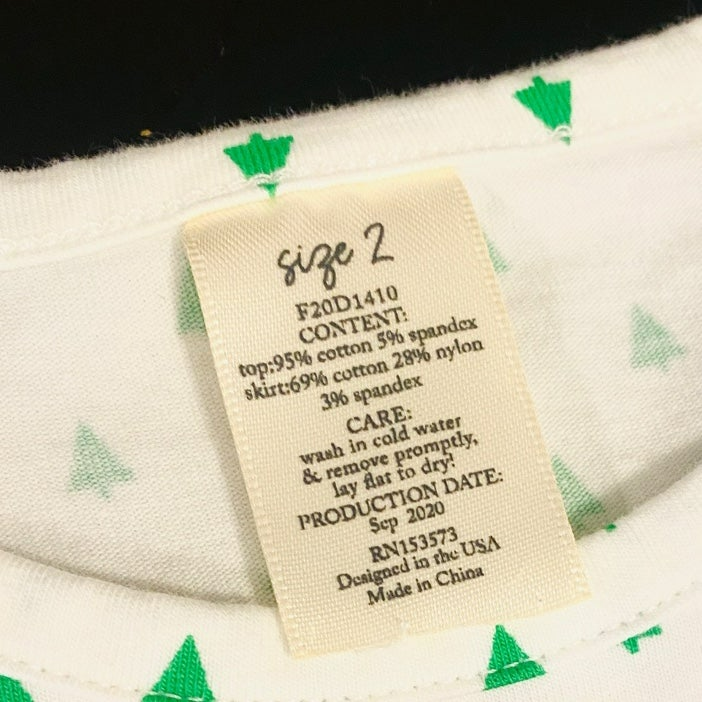 size 2
F20D1410
CONTENT:
top:95% cotton 5% spandex
skirt:69% cotton 28% nylon
3% spandex
CARE:
wash in cold water
& remove promptly,
lay flat to dry!
PRODUCTION DATE:
Sep 2020
RN153573
Designed in the USA
Made in China